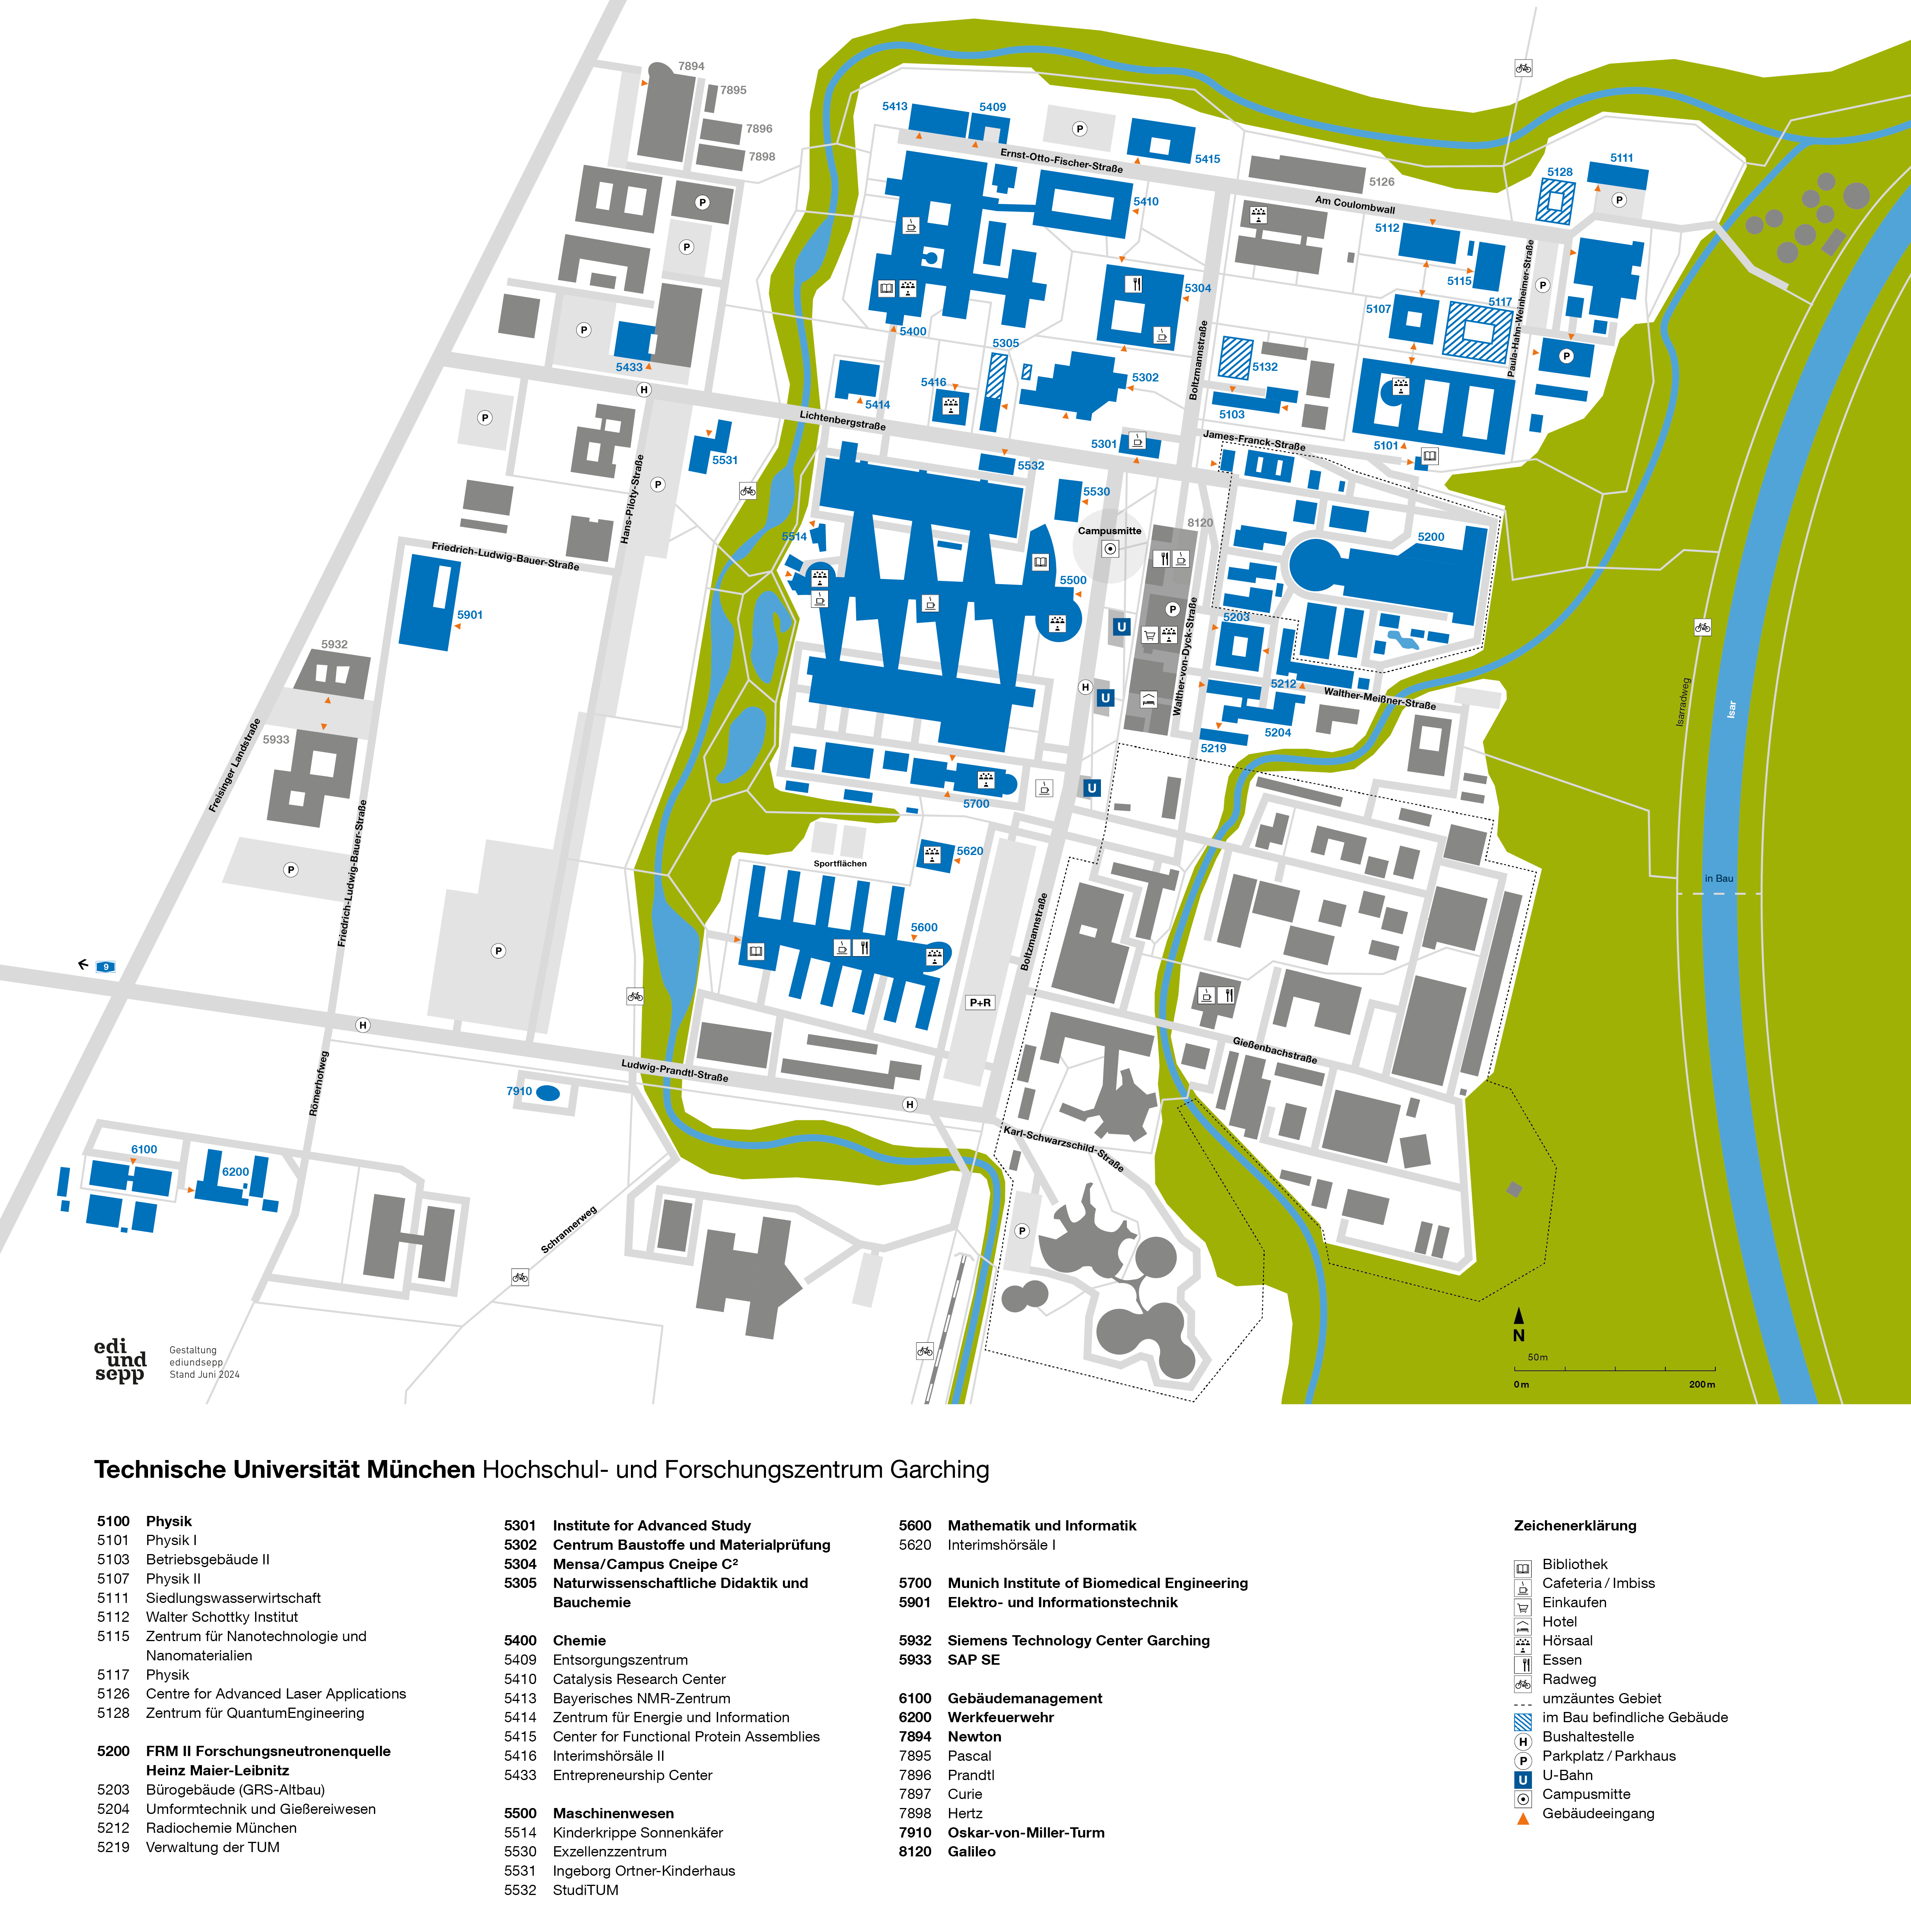 7894
7895
7896
7898
5413
5409
P
5415
Ernst-Otto-Fischer-Straße
5126
Am Coulombwall
5128
5111
P
P
P
5410
5112
5115
5117
5107
Paula-Hahn-Weinheimer-Straße
P
P
5304
5400
5305
5302
5416
5414
5132
5103
5101
Boltzmannstraße
P
5433
H
P
Lichtenbergstraße
5301
James-Franck-Straße
5532
5530
5531
P
Hans-Piloty-Straße
5514
Campusmitte
8120
5200
5500
Friedrich-Ludwig-Bauer-Straße
5901
P
U
5203
Walther-von-Dyck-Straße
5932
5933
H
U
5212
Walther-Meißner-Straße
5204
5219
Isarradweg
Isar
Freisinger Landstraße
5700
U
P
Friedrich-Ludwig-Bauer-Straße
Sportflächen
5620
in Bau
5600
Boltzmannstraße
P
9
P+R
H
Gießenbachstraße
Ludwig-Prandtl-Straße
7910
H
Römerhofweg
Karl-Schwarzschild-Straße
6100
6200
Schrannerweg
P
N
50m
0m
200m
edi
und
sepp
Gestaltung
ediundsepp
Stand Juni 2024
Technische Universität München Hochschul- und Forschungszentrum Garching
5100 Physik
5101 Physik I
5103 Betriebsgebäude II
5107 Physik II
5111 Siedlungswasserwirtschaft
5112 Walter Schottky Institut
5115 Zentrum für Nanotechnologie und
Nanomaterialien
5117 Physik
5126 Centre for Advanced Laser Applications
5128 Zentrum für QuantumEngineering
5200 FRM II Forschungsneutronenquelle
Heinz Maier-Leibnitz
5203 Bürogebäude (GRS-Altbau)
5204 Umformtechnik und Gießereiwesen
5212 Radiochemie München
5219 Verwaltung der TUM
5301 Institute for Advanced Study
5302 Centrum Baustoffe und Materialprüfung
5304 Mensa/Campus Cneipe C²
5305 Naturwissenschaftliche Didaktik und
Bauchemie
5400 Chemie
5409 Entsorgungszentrum
5410 Catalysis Research Center
5413 Bayerisches NMR-Zentrum
5414 Zentrum für Energie und Information
5415 Center for Functional Protein Assemblies
5416 Interimshörsäle II
5433 Entrepreneurship Center
5500 Maschinenwesen
5514 Kinderkrippe Sonnenkäfer
5530 Exzellenzzentrum
5531 Ingeborg Ortner-Kinderhaus
5532 StudiTUM
5600 Mathematik und Informatik
5620 Interimshörsäle I
5700 Munich Institute of Biomedical Engineering
5901 Elektro- und Informationstechnik
5932 Siemens Technology Center Garching
5933 SAP SE
6100 Gebäudemanagement
6200 Werkfeuerwehr
7894 Newton
7895 Pascal
7896 Prandtl
7897 Curie
7898 Hertz
7910 Oskar-von-Miller-Turm
8120 Galileo
Zeichenerklärung
Bibliothek
Cafeteria / Imbiss
Einkaufen
Hotel
Hörsaal
Essen
Radweg
umzäuntes Gebiet
im Bau befindliche Gebäude
H Bushaltestelle
P Parkplatz / Parkhaus
U U-Bahn
Campusmitte
Gebäudeeingang